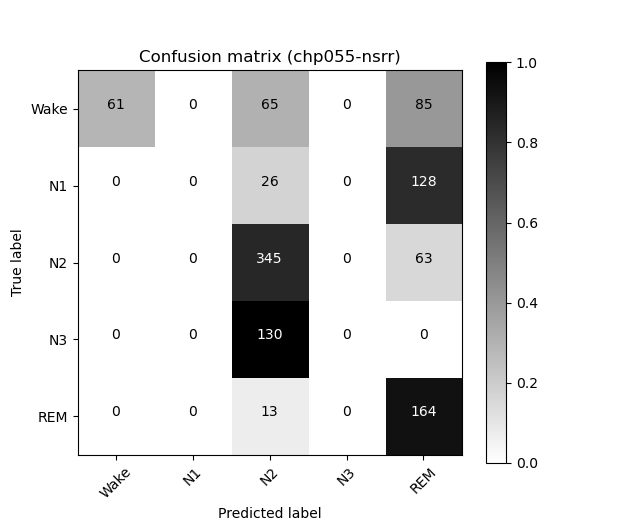 Confusion matrix (chp055-nsrr)
True label
Wake 61 0 65 0 85
N1 0 0 26 0 128
N2 0 0 345 0 63
N3 0 0 130 0 0
REM 0 0 13 0 164
Wake N1 N2 N3 REM
Predicted label
1.0
0.8
0.6
0.4
0.2
0.0